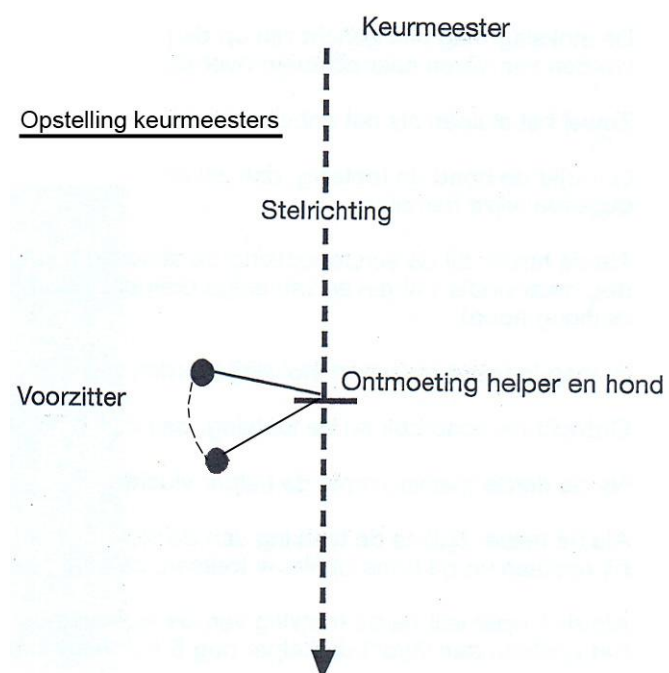 Keurmeester
Opstelling keurmeesters
Stelrichting
Ontmoeting helper en hond
Voorzitter